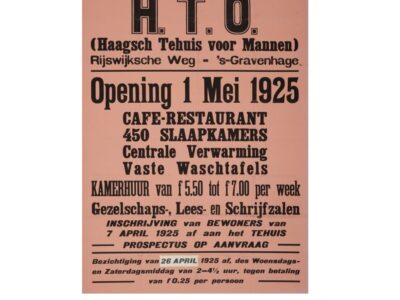 H. T. O.
(Haagsch Tehuis voor Mannen)
Rijswijksche Weg - 's-Gravenhage.
Opening 1 Mei 1925
CAFE-RESTAURANT
450 SLAAPKAMERS
Centrale Verwarming
Vaste Waschtafels
KAMERHUUR van f 5.50 tot f 7.00 per week
Gezelschaps-, Lees- en Schrijfzalen
INSCHRIJVING van BEWONERS van
7 APRIL 1925 af aan het TEHUIS
PROSPECTUS OP AANVRAAG
Bezichtiging van 26 APRIL 1925 af, des Woensdags-
en Zaterdagsmiddag van 2-4½ uur, tegen betaling
van f 0.25 per persoon